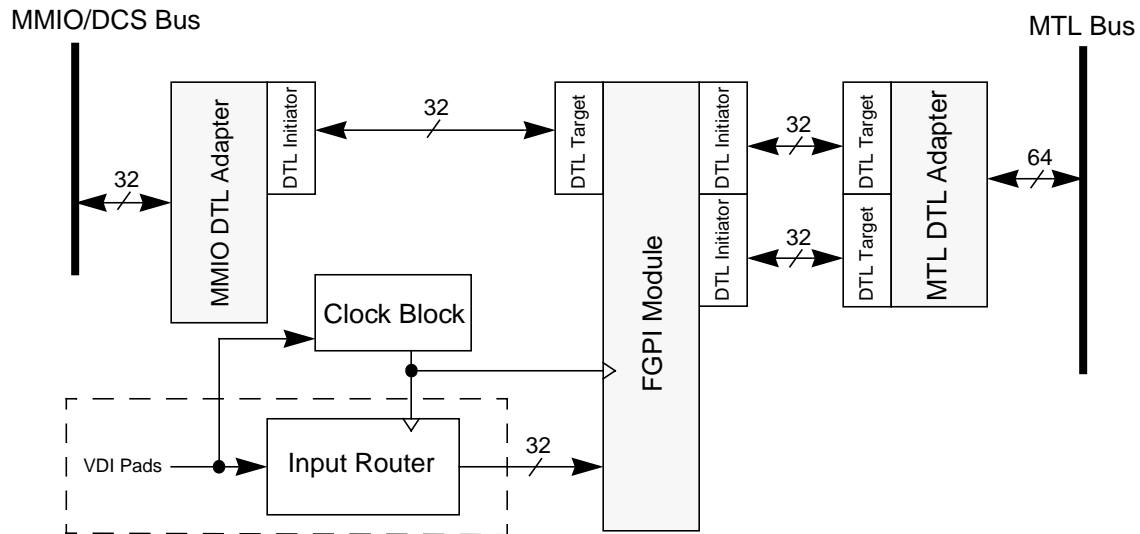 MMIO/DCS Bus
MTL Bus
32
MMIO DTL Adapter
DTL Initiator
32
DTL Target
FGPI Module
DTL Initiator
DTL Initiator
32
32
DTL Target
DTL Target
MTL DTL Adapter
64
Clock Block
VDI Pads
Input Router
32